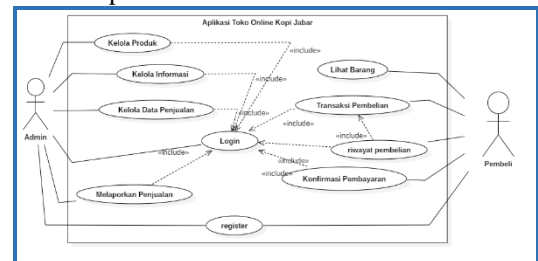 Aplikasi Toko Online Kopi Jabar
Kelola Produk
«include»
Kelola Informasi
«include»
Lihat Barang
Kelola Data Penjualan
«include»
Transaksi Pembelian
«include»
Admin
Login
«include»
«include»
riwayat pembelian
Pembeli
«include»
«include»
Konfirmasi Pembayaran
Melaporkan Penjualan
register